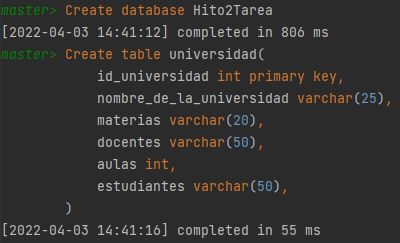 master> Create database Hito2Tarea
[2022-04-03 14:41:12] completed in 806 ms
master> Create table universidad(
            id_universidad int primary key,
            nombre_de_la_universidad varchar(25),
            materias varchar(20),
            docentes varchar(50),
            aulas int,
            estudiantes varchar(50),
        )
[2022-04-03 14:41:16] completed in 55 ms